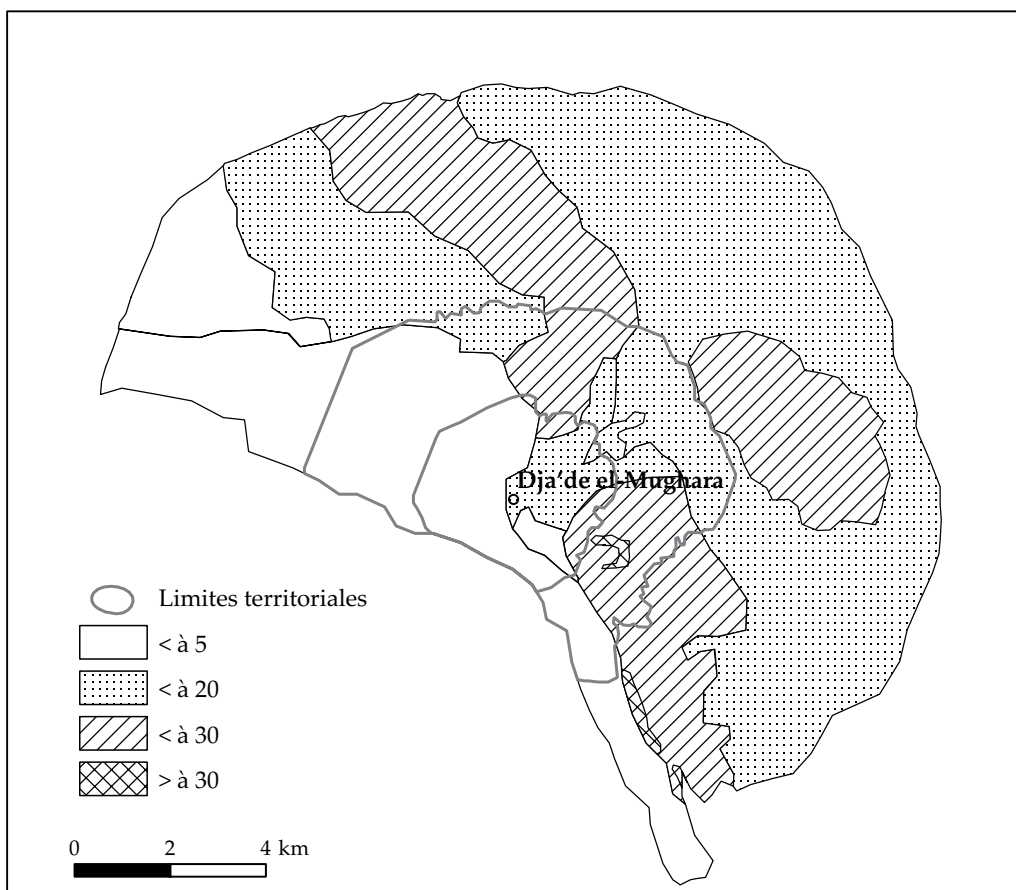 Dja'de el-Mughara
Limites territoriales
< à 5
< à 20
< à 30
> à 30
0 2 4 km